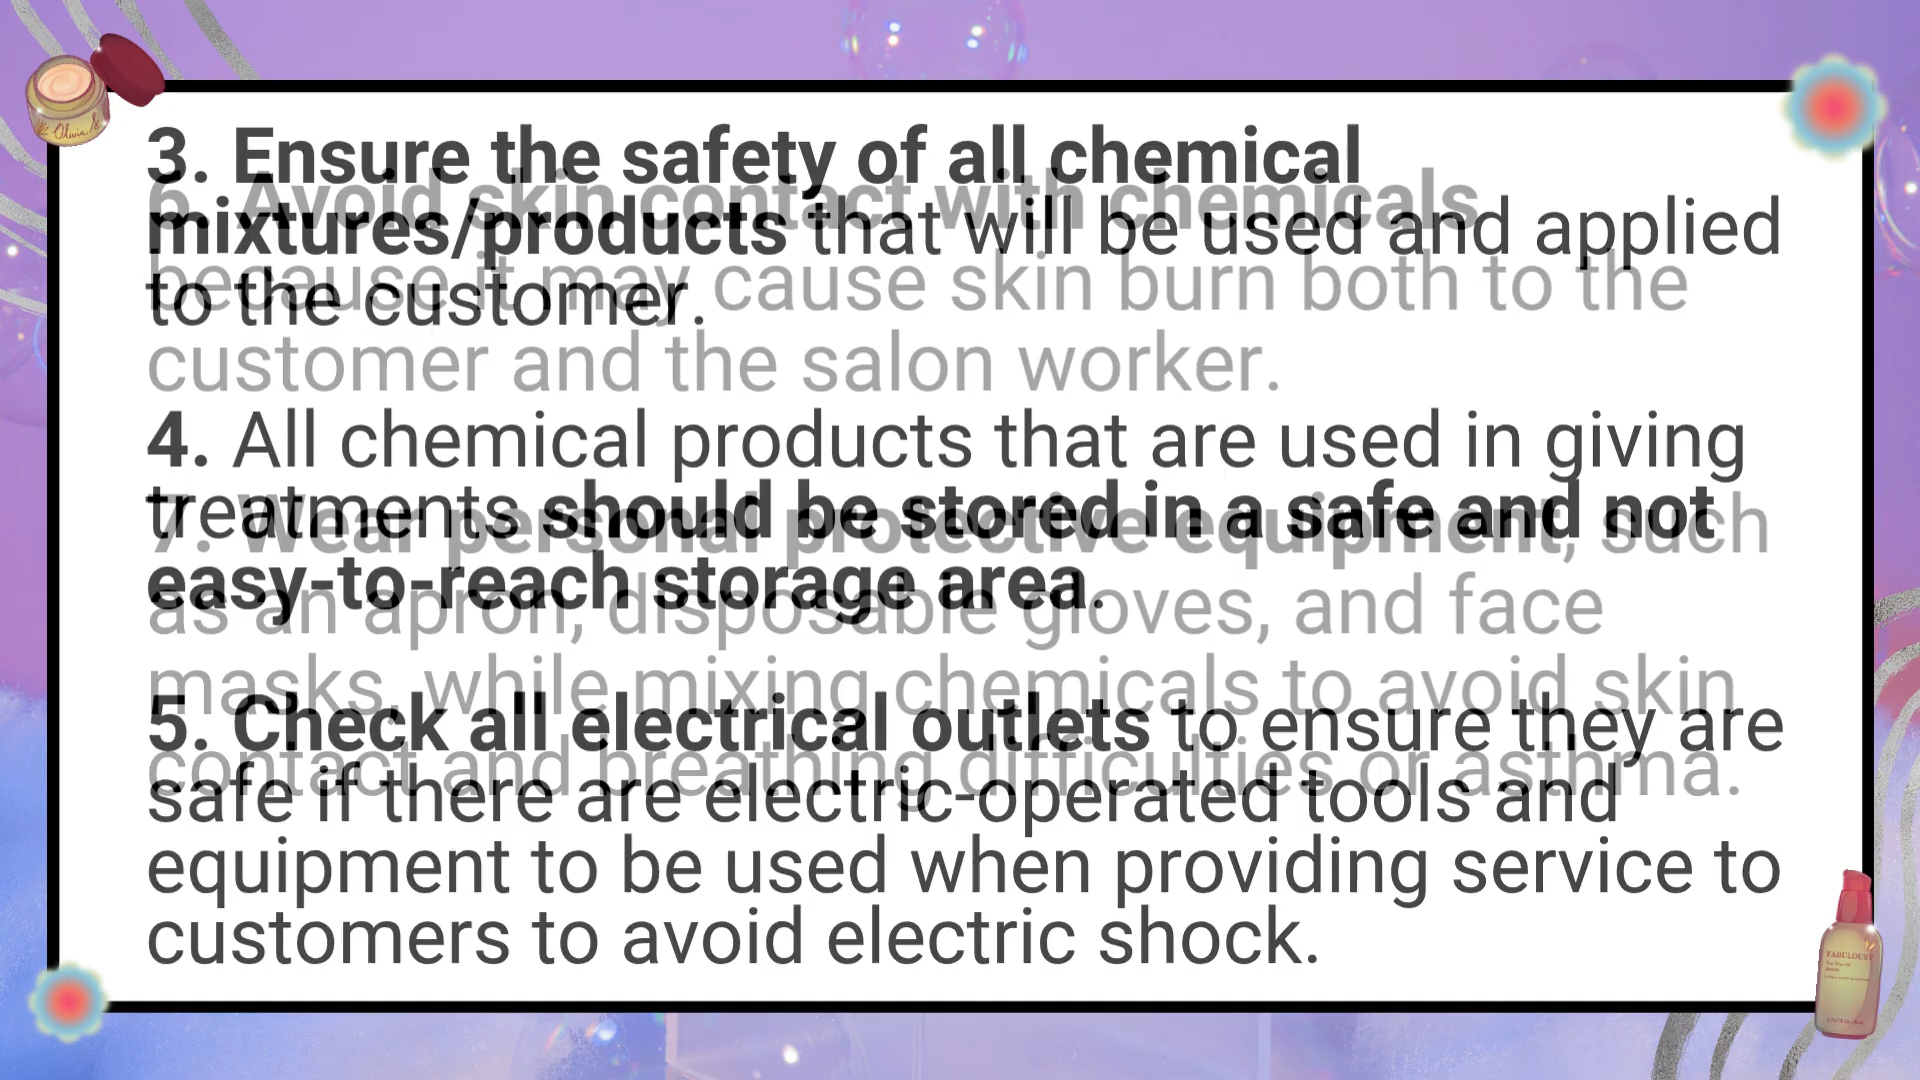 3. Ensure the safety of all chemical
mixtures/products that will be used and applied
to the customer.
4. All chemical products that are used in giving
treatments should be stored in a safe and not
easy-to-reach storage area.
5. Check all electrical outlets to ensure they are
safe if there are electric-operated tools and
equipment to be used when providing service to
customers to avoid electric shock.
6. Avoid skin contact with chemicals
because it may cause skin burn both to the
customer and the salon worker.
7. Wear personal protective equipment, such
as an apron, disposable gloves, and face
masks, while mixing chemicals to avoid skin
contact and breathing difficulties or asthma.
Olivia
FABULOUST